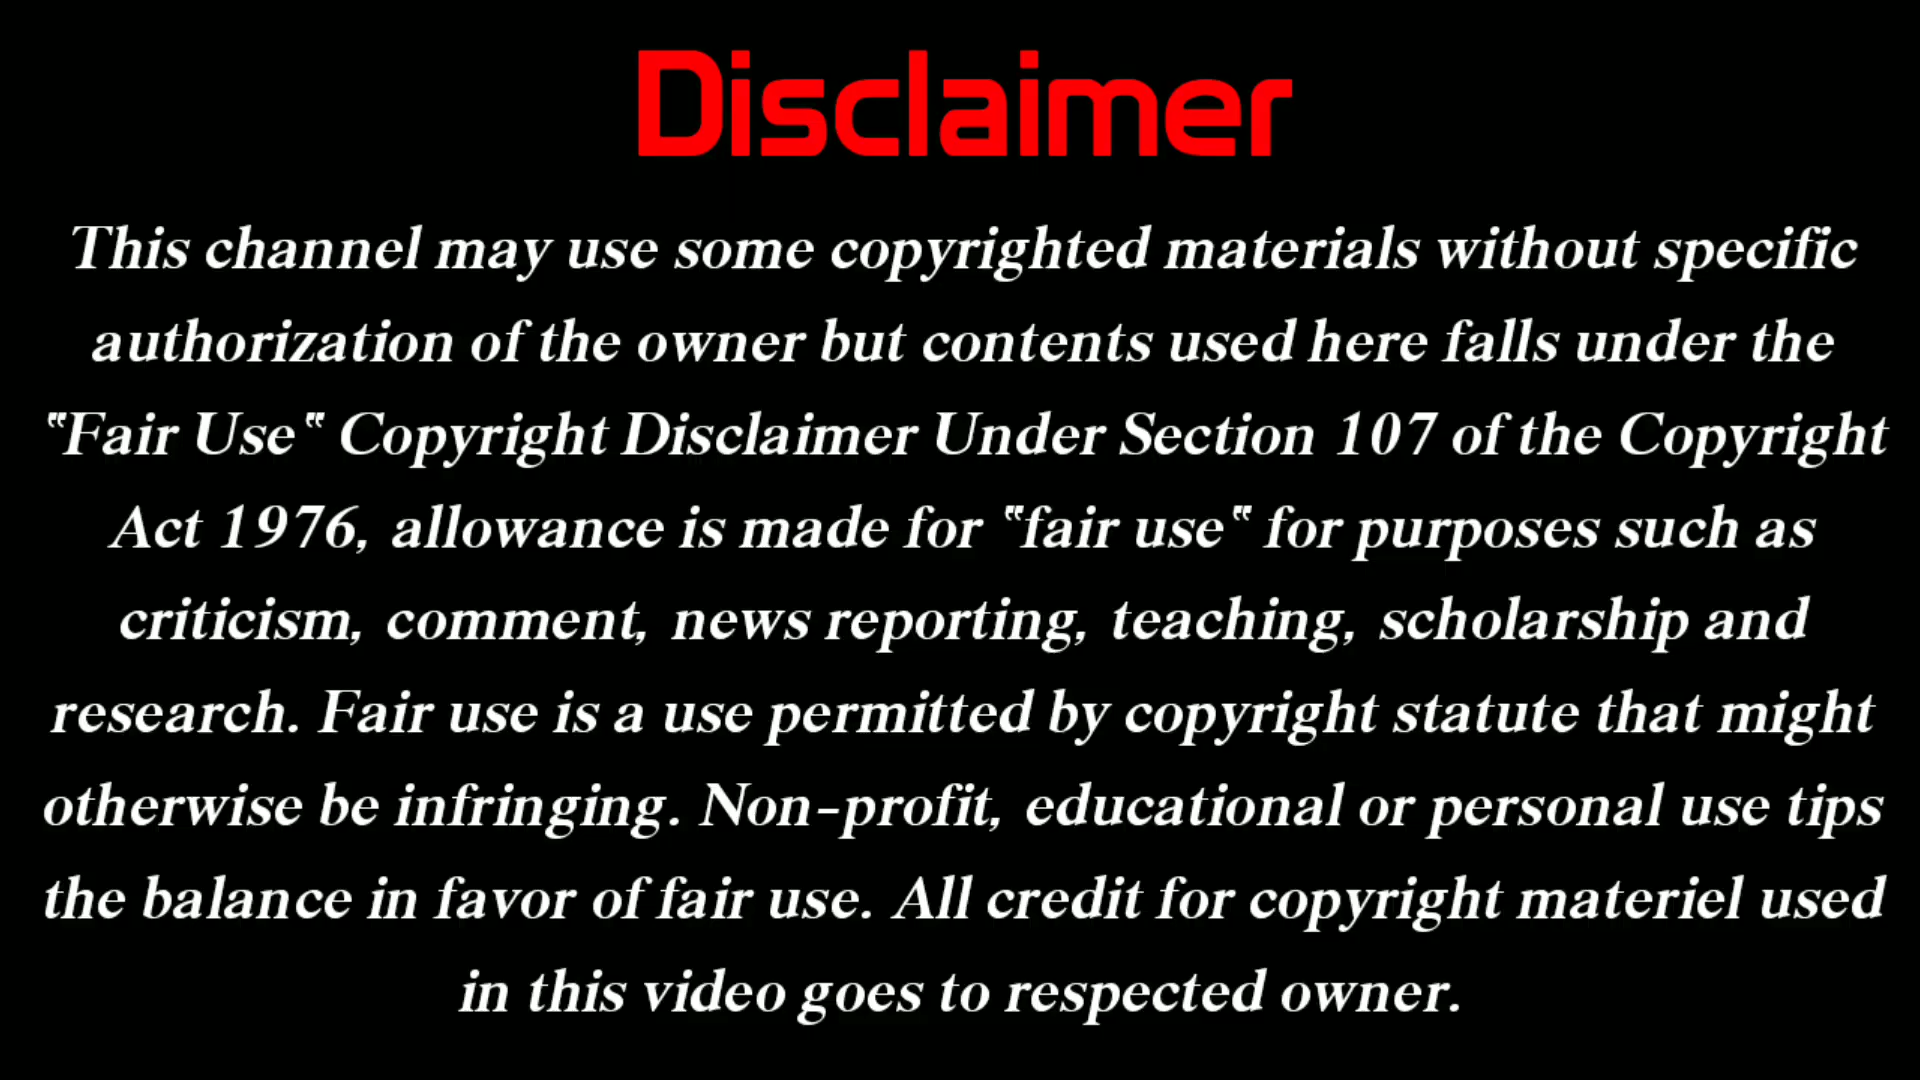 Disclaimer
This channel may use some copyrighted materials without specific
authorization of the owner but contents used here falls under the
“Fair Use“ Copyright Disclaimer Under Section 107 of the Copyright
Act 1976, allowance is made for “fair use“ for purposes such as
criticism, comment, news reporting, teaching, scholarship and
research. Fair use is a use permitted by copyright statute that might
otherwise be infringing. Non-profit, educational or personal use tips
the balance in favor of fair use. All credit for copyright materiel used
in this video goes to respected owner.